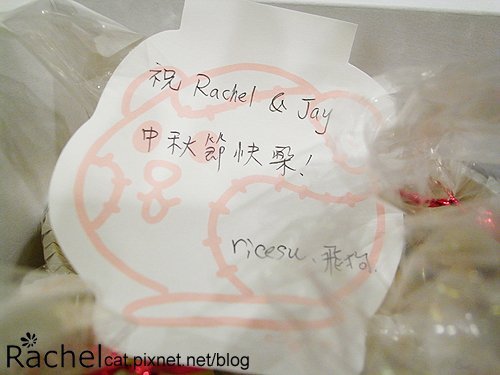 祝 Rachel & Jay
中秋節快樂!
ricesu、飛狗.
Rachel cat.pixnet.net/blog